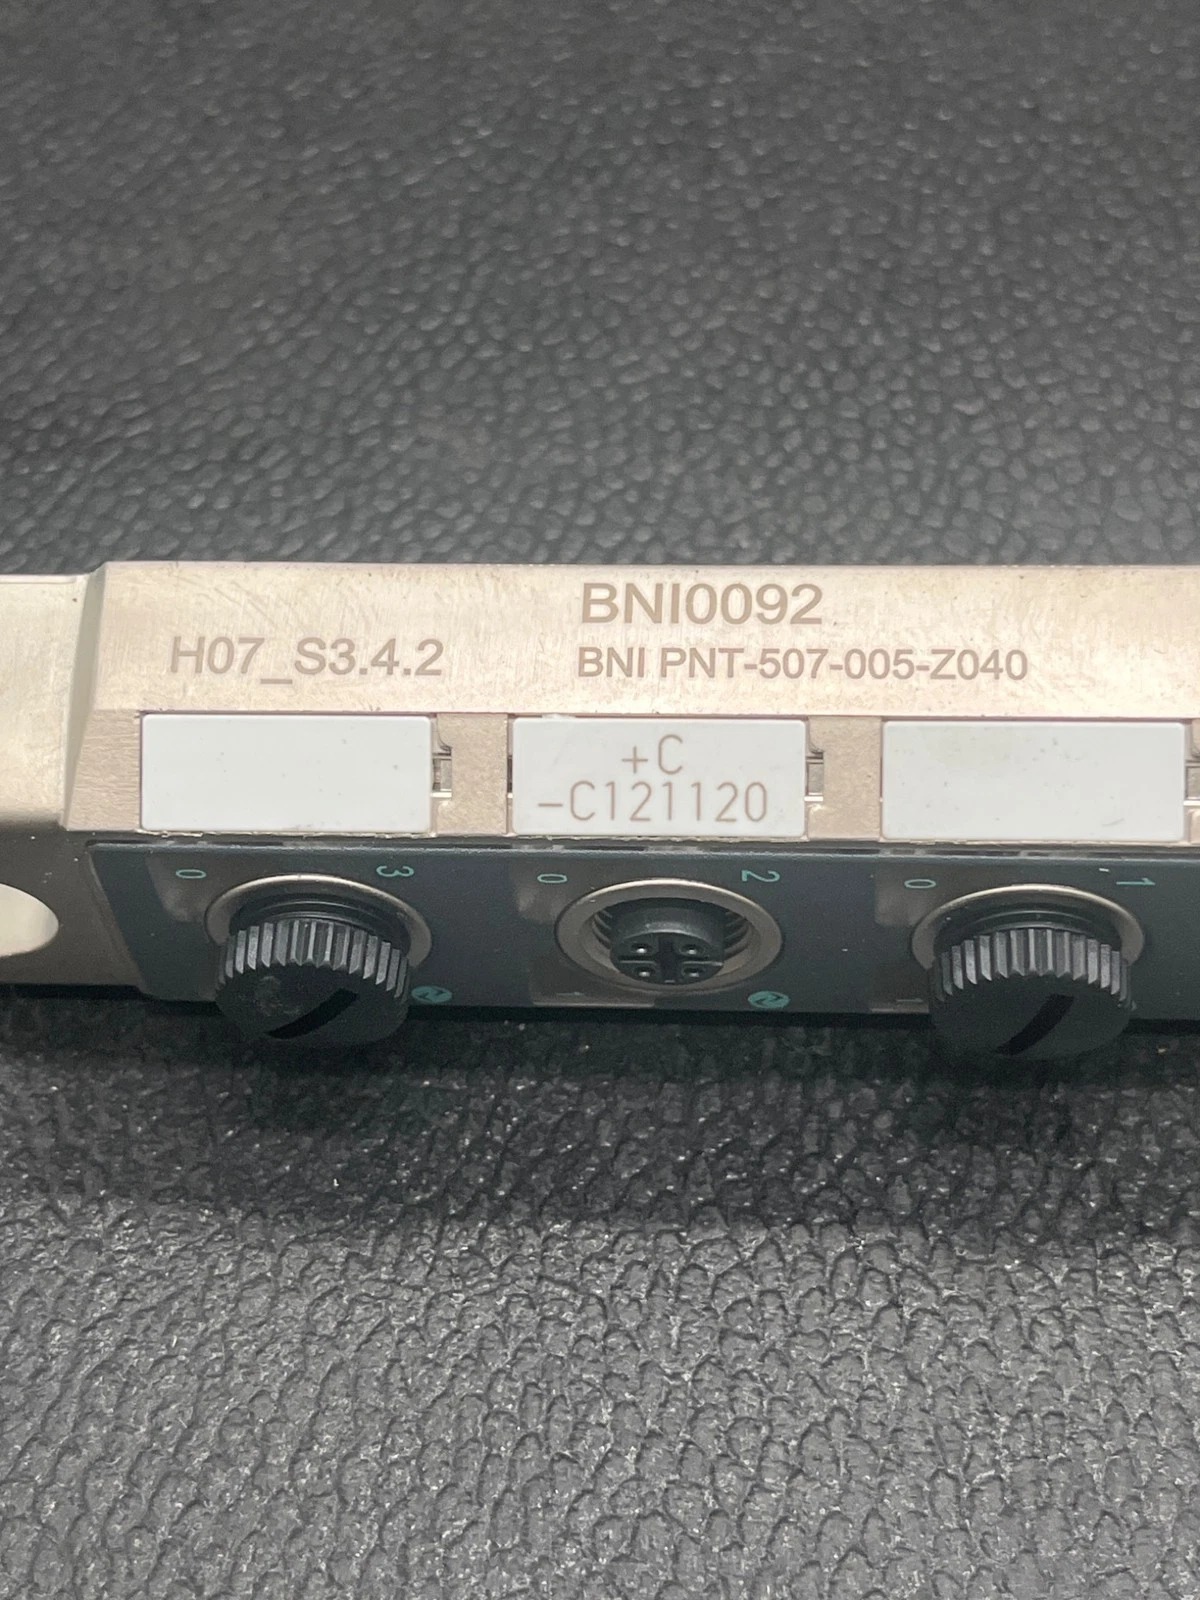 BNI0092
H07_S3.4.2
BNI PNT-507-005-Z040
+C
-C121120
0 3 0 2 0 1